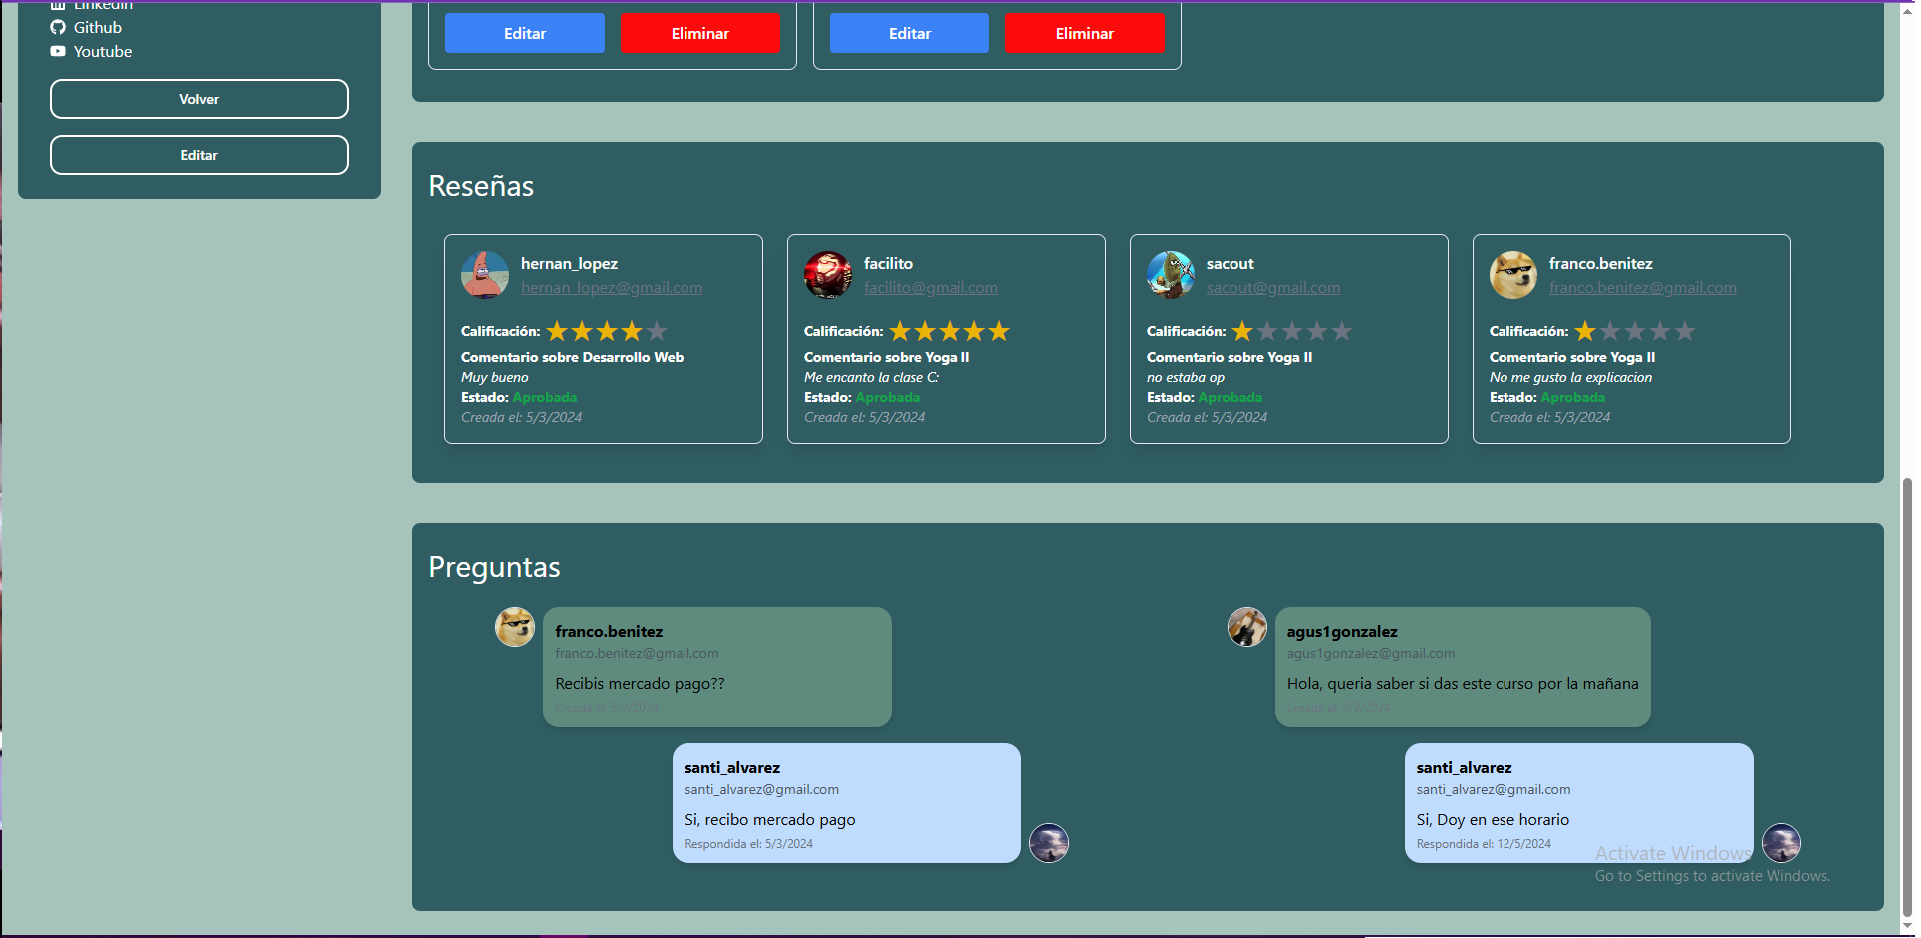 Linkedin
Github
Youtube
Volver
Editar
Editar
Eliminar
Editar
Eliminar
Reseñas
hernan_lopez
hernan_lopez@gmail.com
Calificación:
Comentario sobre Desarrollo Web
Muy bueno
Estado: Aprobada
Creada el: 5/3/2024
facilito
facilito@gmail.com
Calificación:
Comentario sobre Yoga II
Me encanto la clase C:
Estado: Aprobada
Creada el: 5/3/2024
sacout
sacout@gmail.com
Calificación:
Comentario sobre Yoga II
no estaba op
Estado: Aprobada
Creada el: 5/3/2024
franco.benitez
franco.benitez@gmail.com
Calificación:
Comentario sobre Yoga II
No me gusto la explicacion
Estado: Aprobada
Creada el: 5/3/2024
Preguntas
franco.benitez
franco.benitez@gmail.com
Recibis mercado pago??
Creada el: 5/3/2024
santi_alvarez
santi_alvarez@gmail.com
Si, recibo mercado pago
Respondida el: 5/3/2024
agus1gonzalez
agus1gonzalez@gmail.com
Hola, queria saber si das este curso por la mañana
Creada el: 5/3/2024
santi_alvarez
santi_alvarez@gmail.com
Si, Doy en ese horario
Respondida el: 12/5/2024
Activate Windows
Go to Settings to activate Windows.